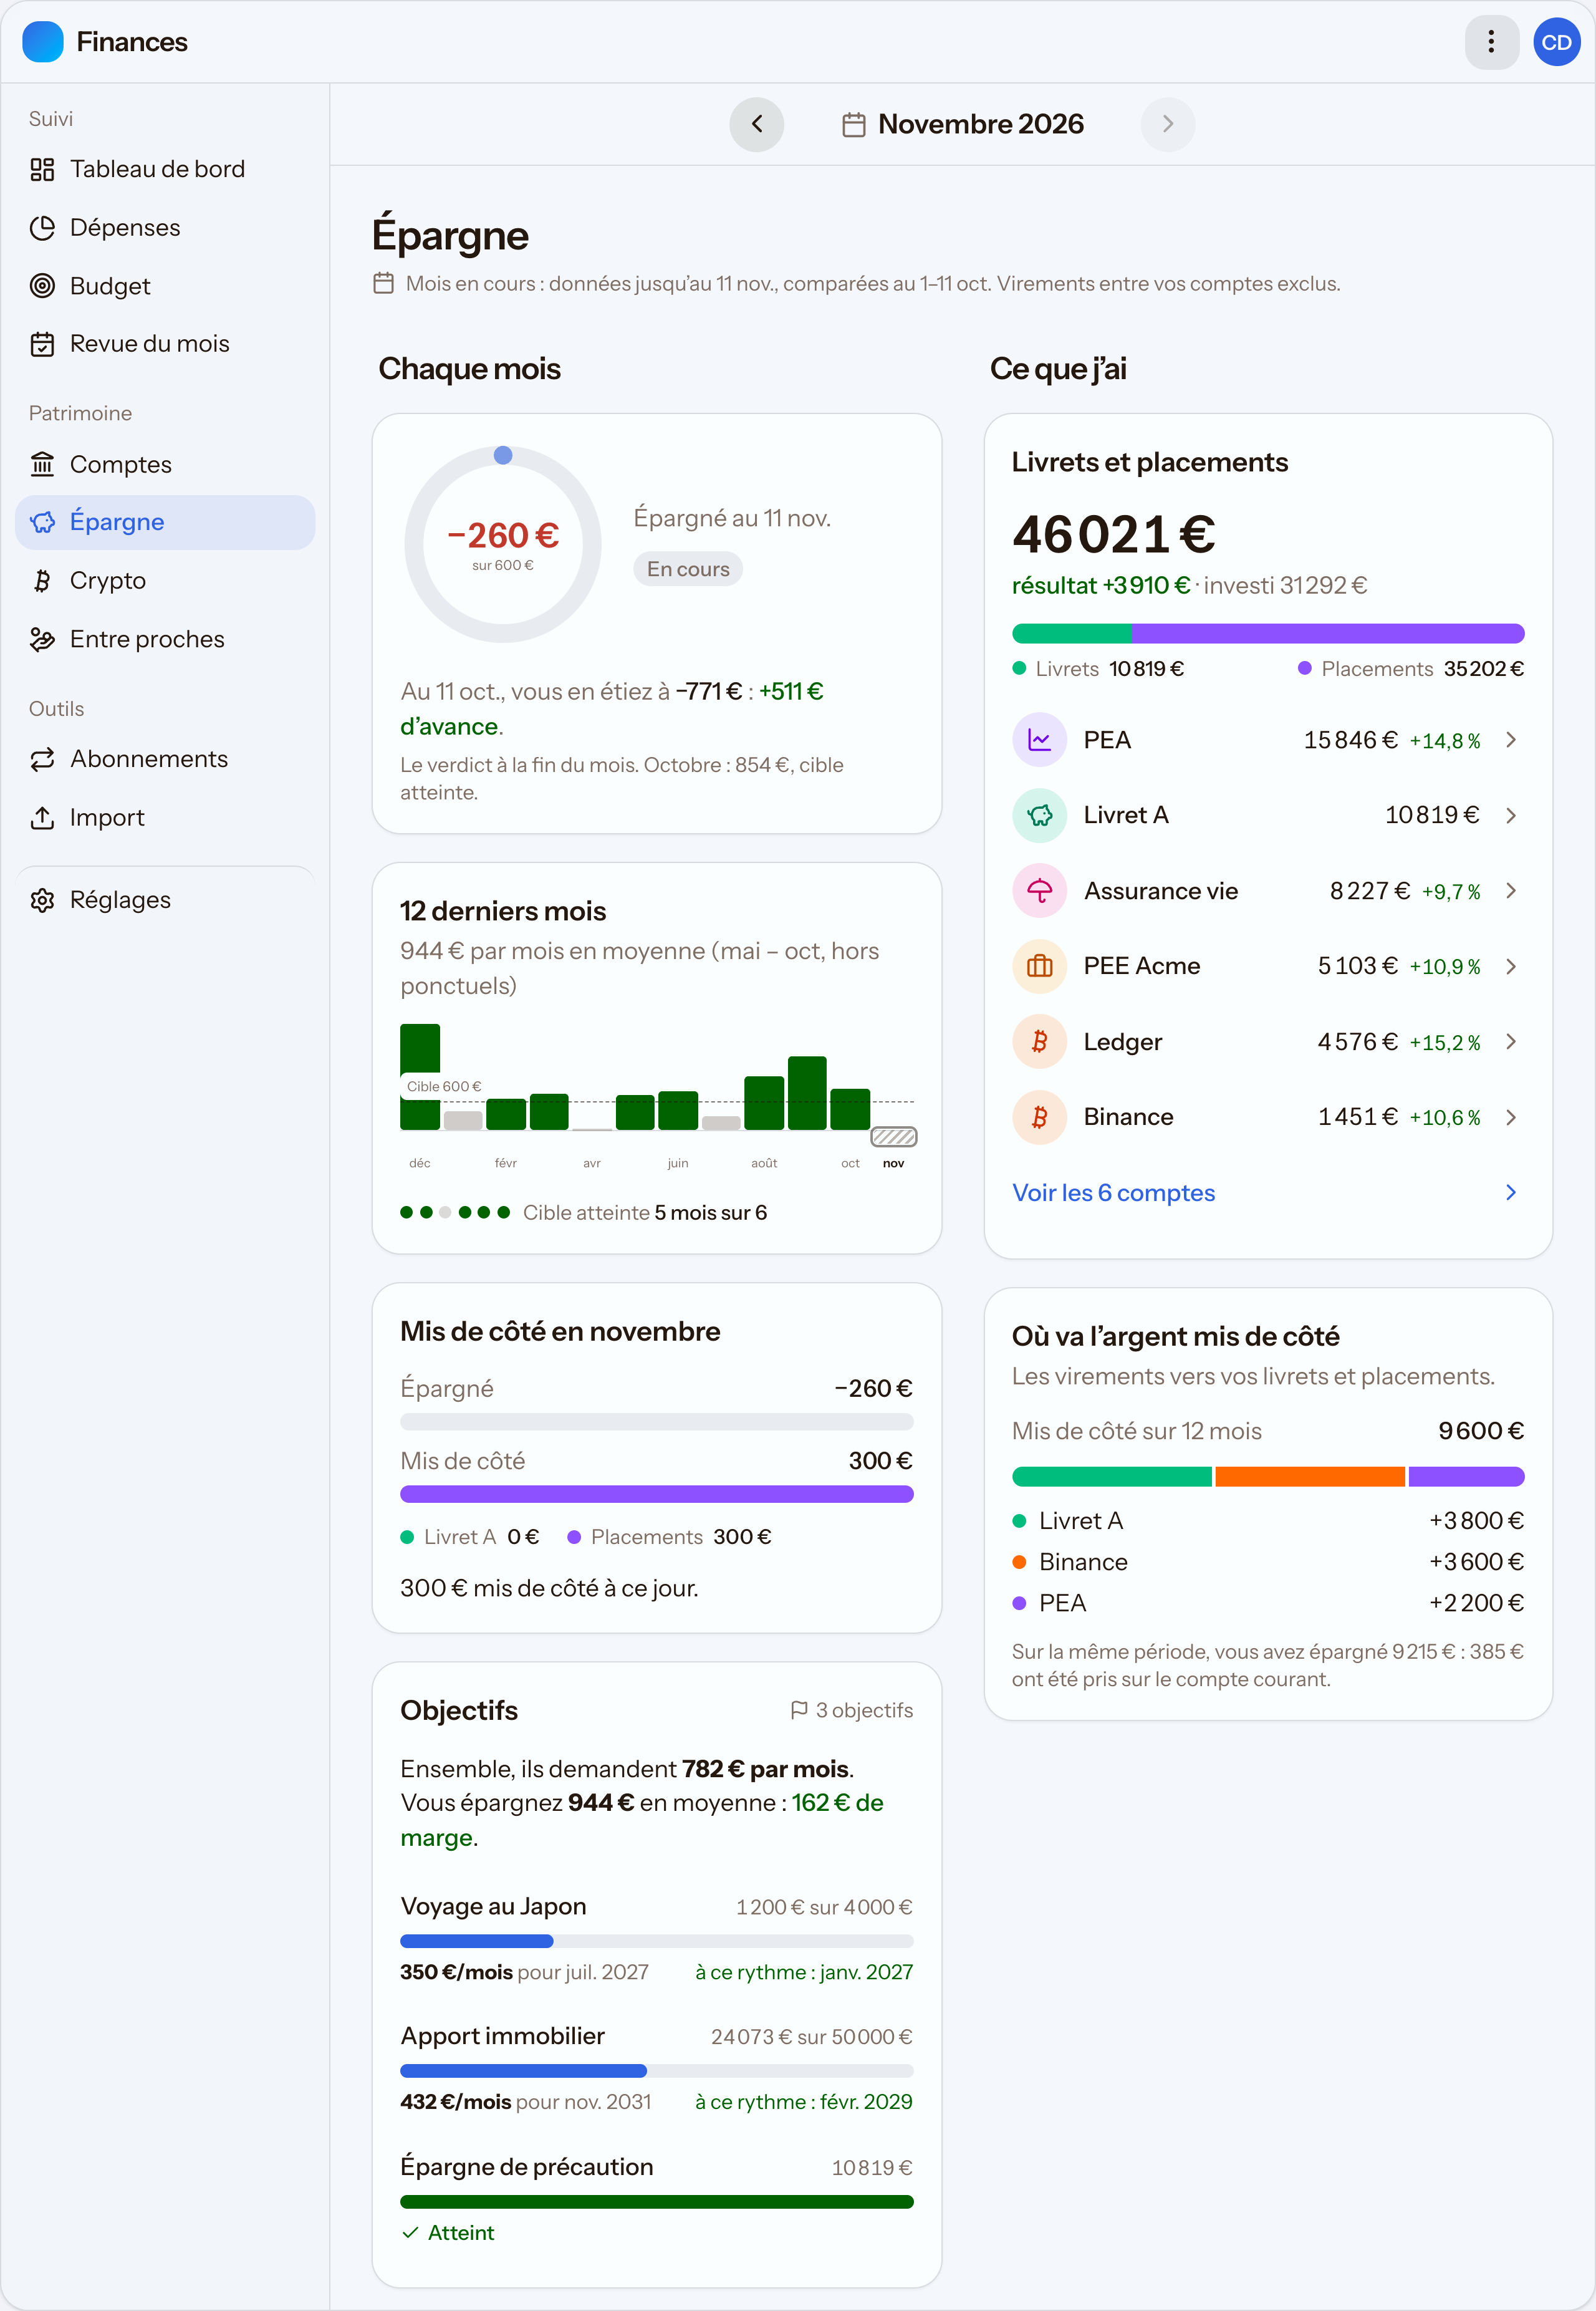 Finances
CD
Suivi
Tableau de bord
Dépenses
Budget
Revue du mois
Patrimoine
Comptes
Épargne
Crypto
Entre proches
Outils
Abonnements
Import
Réglages
Novembre 2026
Épargne
Mois en cours : données jusqu’au 11 nov., comparées au 1–11 oct. Virements entre vos comptes exclus.
Chaque mois
−260 €
sur 600 €
Épargné au 11 nov.
En cours
Au 11 oct., vous en étiez à −771 € : +511 €
d’avance.
Le verdict à la fin du mois. Octobre : 854 €, cible
atteinte.
12 derniers mois
944 € par mois en moyenne (mai – oct, hors
ponctuels)
Cible 600 €
déc févr avr juin août oct nov
Cible atteinte 5 mois sur 6
Mis de côté en novembre
Épargné −260 €
Mis de côté 300 €
Livret A 0 € Placements 300 €
300 € mis de côté à ce jour.
Objectifs 3 objectifs
Ensemble, ils demandent 782 € par mois.
Vous épargnez 944 € en moyenne : 162 € de
marge.
Voyage au Japon 1 200 € sur 4 000 €
350 €/mois pour juil. 2027 à ce rythme : janv. 2027
Apport immobilier 24 073 € sur 50 000 €
432 €/mois pour nov. 2031 à ce rythme : févr. 2029
Épargne de précaution 10 819 €
Atteint
Ce que j’ai
Livrets et placements
46 021 €
résultat +3 910 € · investi 31 292 €
Livrets 10 819 € Placements 35 202 €
PEA 15 846 € +14,8 %
Livret A 10 819 €
Assurance vie 8 227 € +9,7 %
PEE Acme 5 103 € +10,9 %
Ledger 4 576 € +15,2 %
Binance 1 451 € +10,6 %
Voir les 6 comptes
Où va l’argent mis de côté
Les virements vers vos livrets et placements.
Mis de côté sur 12 mois 9 600 €
Livret A +3 800 €
Binance +3 600 €
PEA +2 200 €
Sur la même période, vous avez épargné 9 215 € : 385 €
ont été pris sur le compte courant.